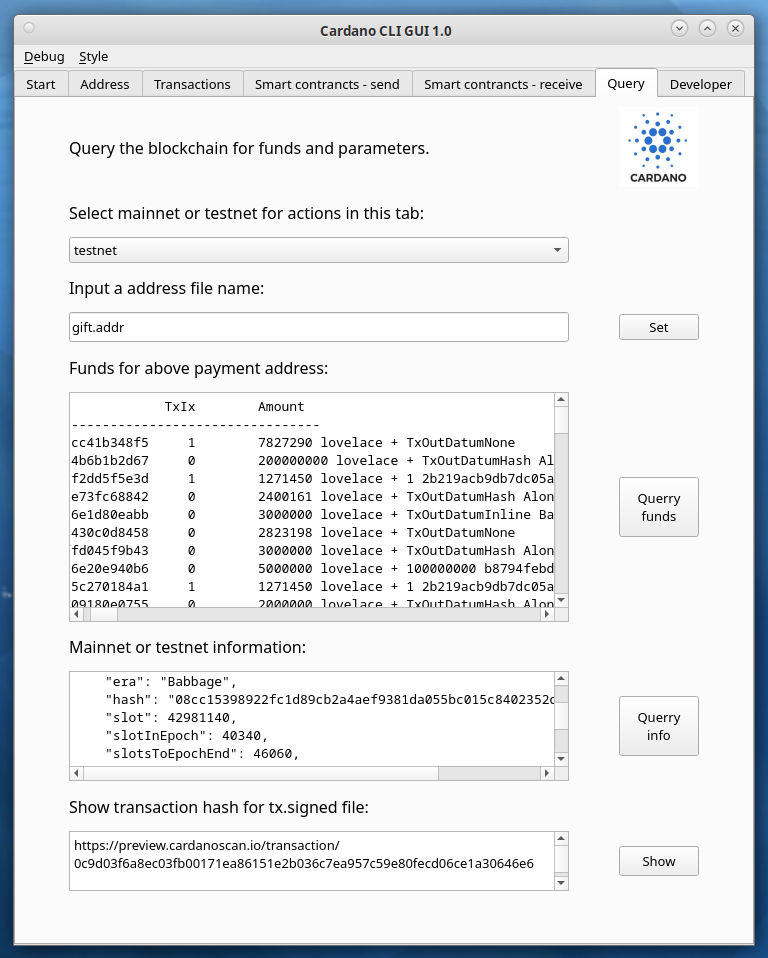 Cardano CLI GUI 1.0
Debug Style
Start Address Transactions Smart contrancts - send Smart contrancts - receive Query Developer
Query the blockchain for funds and parameters.
CARDANO
Select mainnet or testnet for actions in this tab:
testnet
Input a address file name:
gift.addr
Set
Funds for above payment address:
TxIx Amount
--------------------------------
cc41b348f5 1 7827290 lovelace + TxOutDatumNone
4b6b1b2d67 0 200000000 lovelace + TxOutDatumHash Al
f2dd5f5e3d 1 1271450 lovelace + 1 2b219acb9db7dc05a
e73fc68842 0 2400161 lovelace + TxOutDatumHash Alon
6e1d80eabb 0 3000000 lovelace + TxOutDatumInline Ba
430c0d8458 0 2823198 lovelace + TxOutDatumNone
fd045f9b43 0 3000000 lovelace + TxOutDatumHash Alon
6e20e940b6 0 5000000 lovelace + 100000000 b8794febd
5c270184a1 1 1271450 lovelace + 1 2b219acb9db7dc05a
09180e0755 0 2000000 lovelace + TxOutDatumHash Alon
Querry
funds
Mainnet or testnet information:
"era": "Babbage",
"hash": "08cc15398922fc1d89cb2a4aef9381da055bc015c8402352c
"slot": 42981140,
"slotInEpoch": 40340,
"slotsToEpochEnd": 46060,
Querry
info
Show transaction hash for tx.signed file:
https://preview.cardanoscan.io/transaction/
0c9d03f6a8ec03fb00171ea86151e2b036c7ea957c59e80fecd06ce1a30646e6
Show